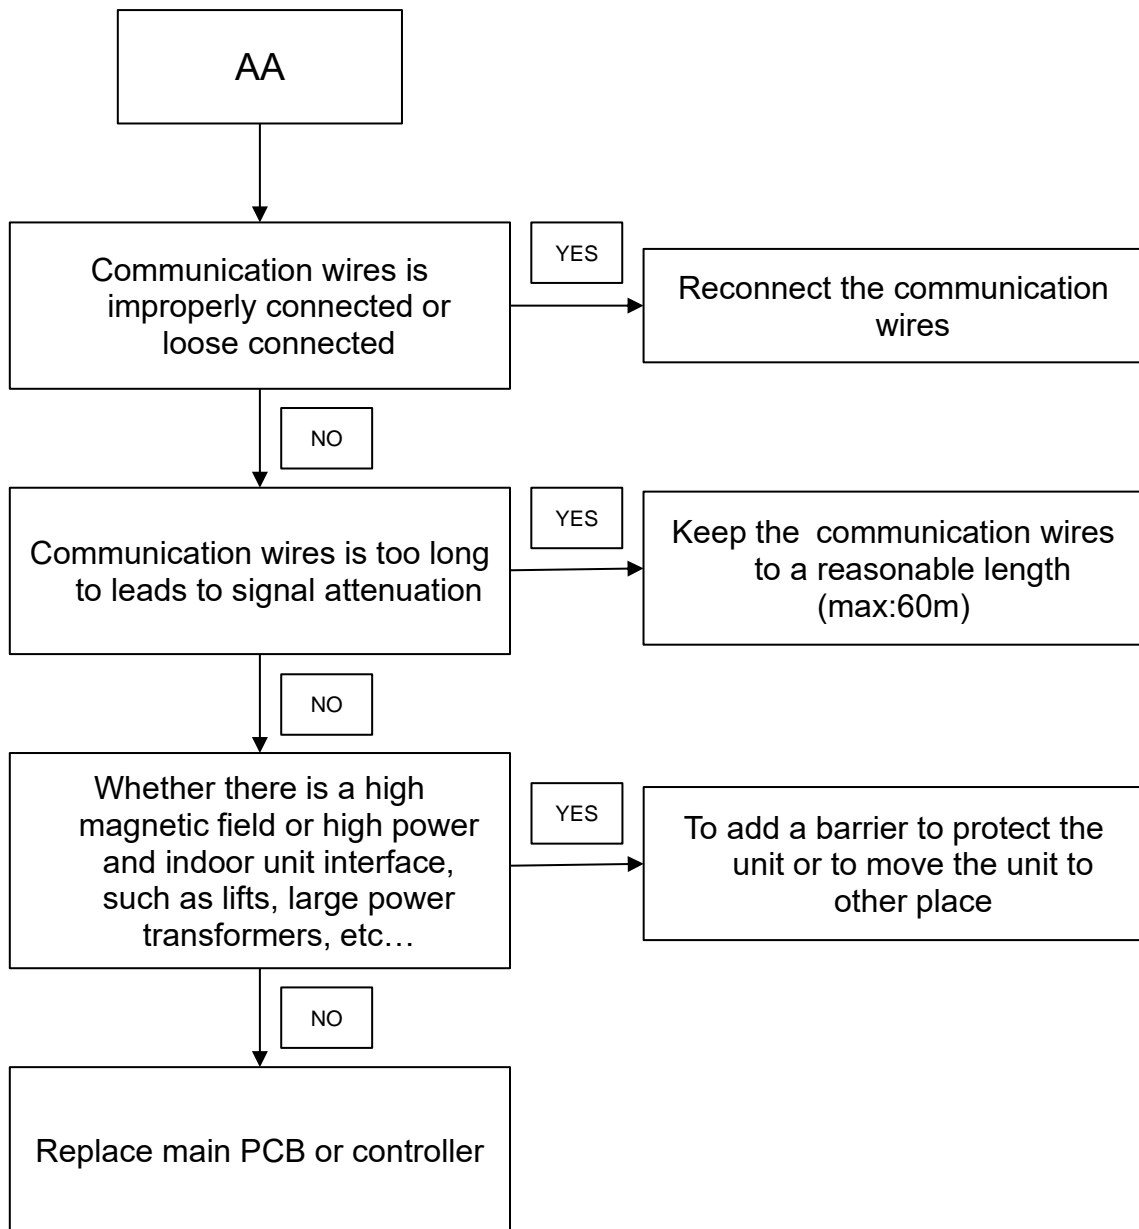 AA
Communication wires is
improperly connected or
loose connected
YES
Reconnect the communication
wires
NO
Communication wires is too long
to leads to signal attenuation
YES
Keep the  communication wires
to a reasonable length
(max:60m)
NO
Whether there is a high
magnetic field or high power
and indoor unit interface,
such as lifts, large power
transformers, etc…
YES
To add a barrier to protect the
unit or to move the unit to
other place
NO
Replace main PCB or controller